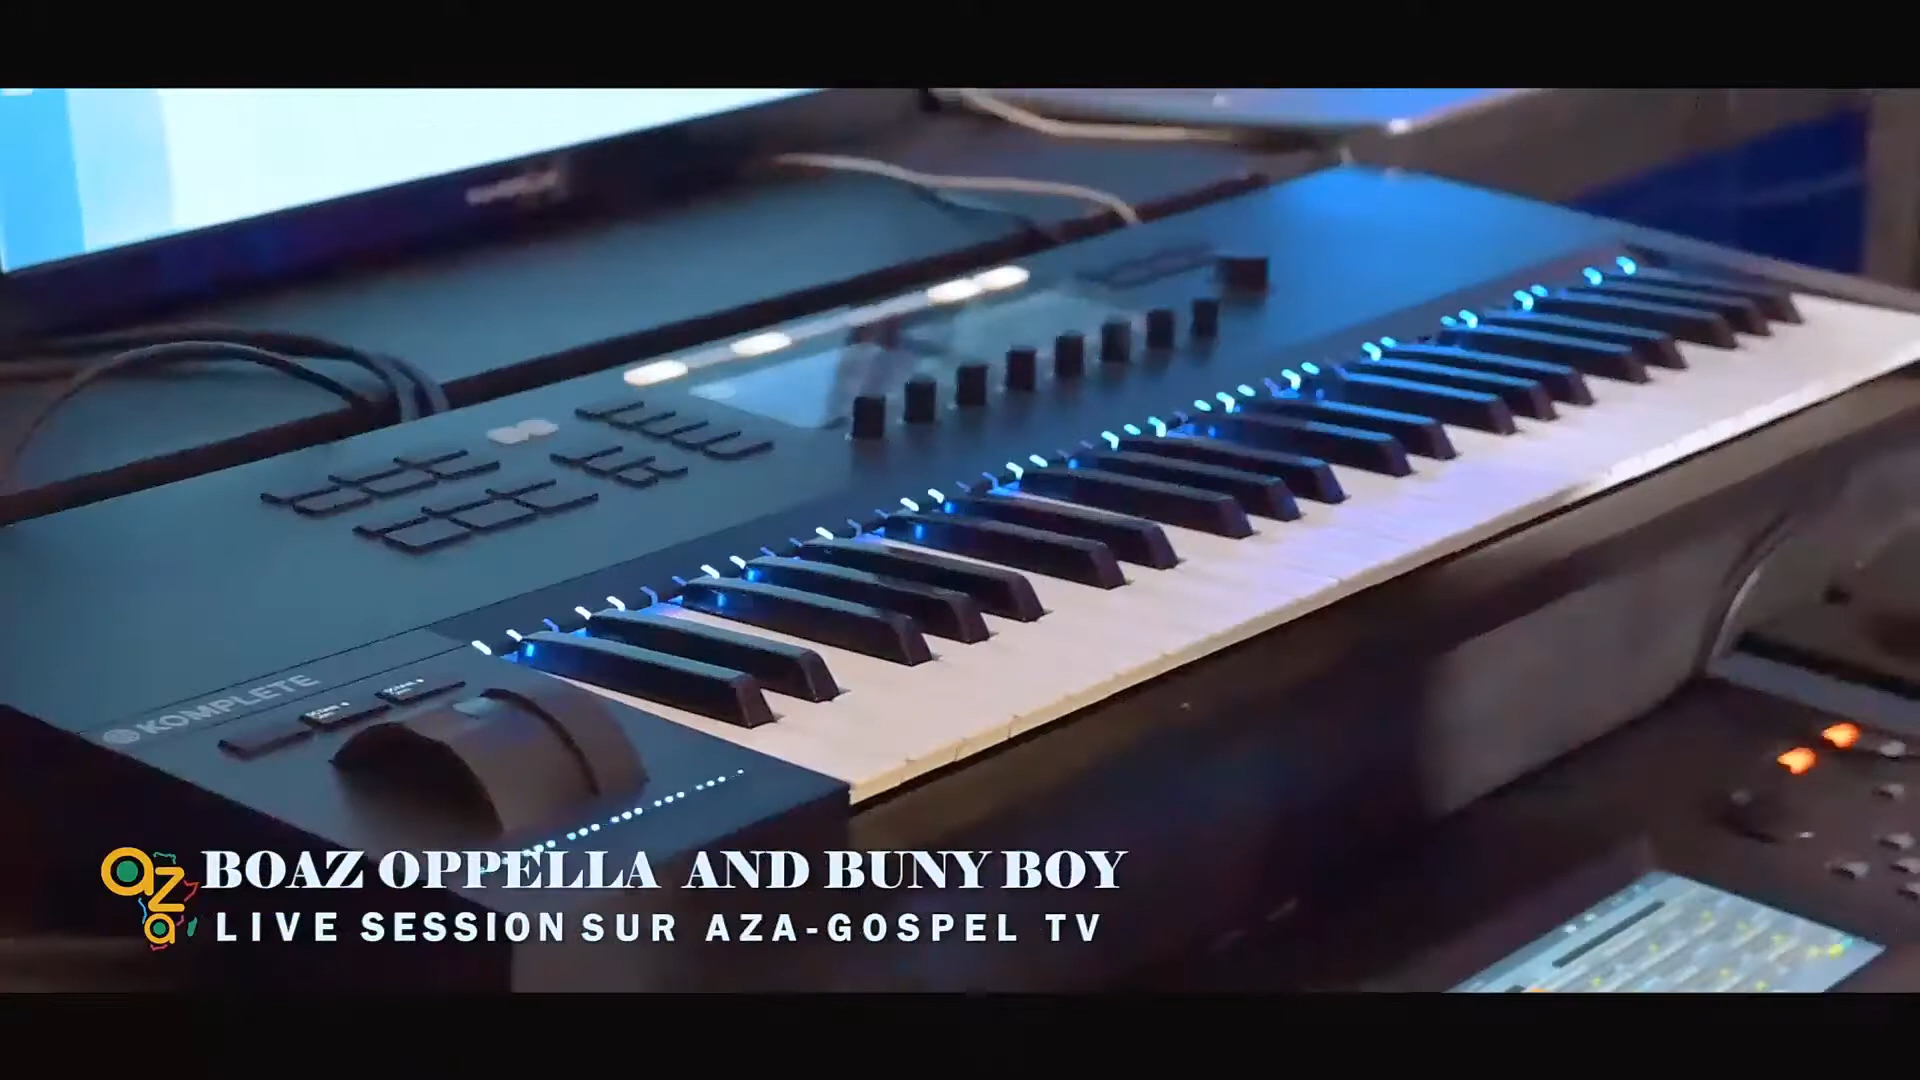 KOMPLETE
aza
BOAZ OPPELLA AND BUNY BOY
LIVE SESSION SUR AZA-GOSPEL TV